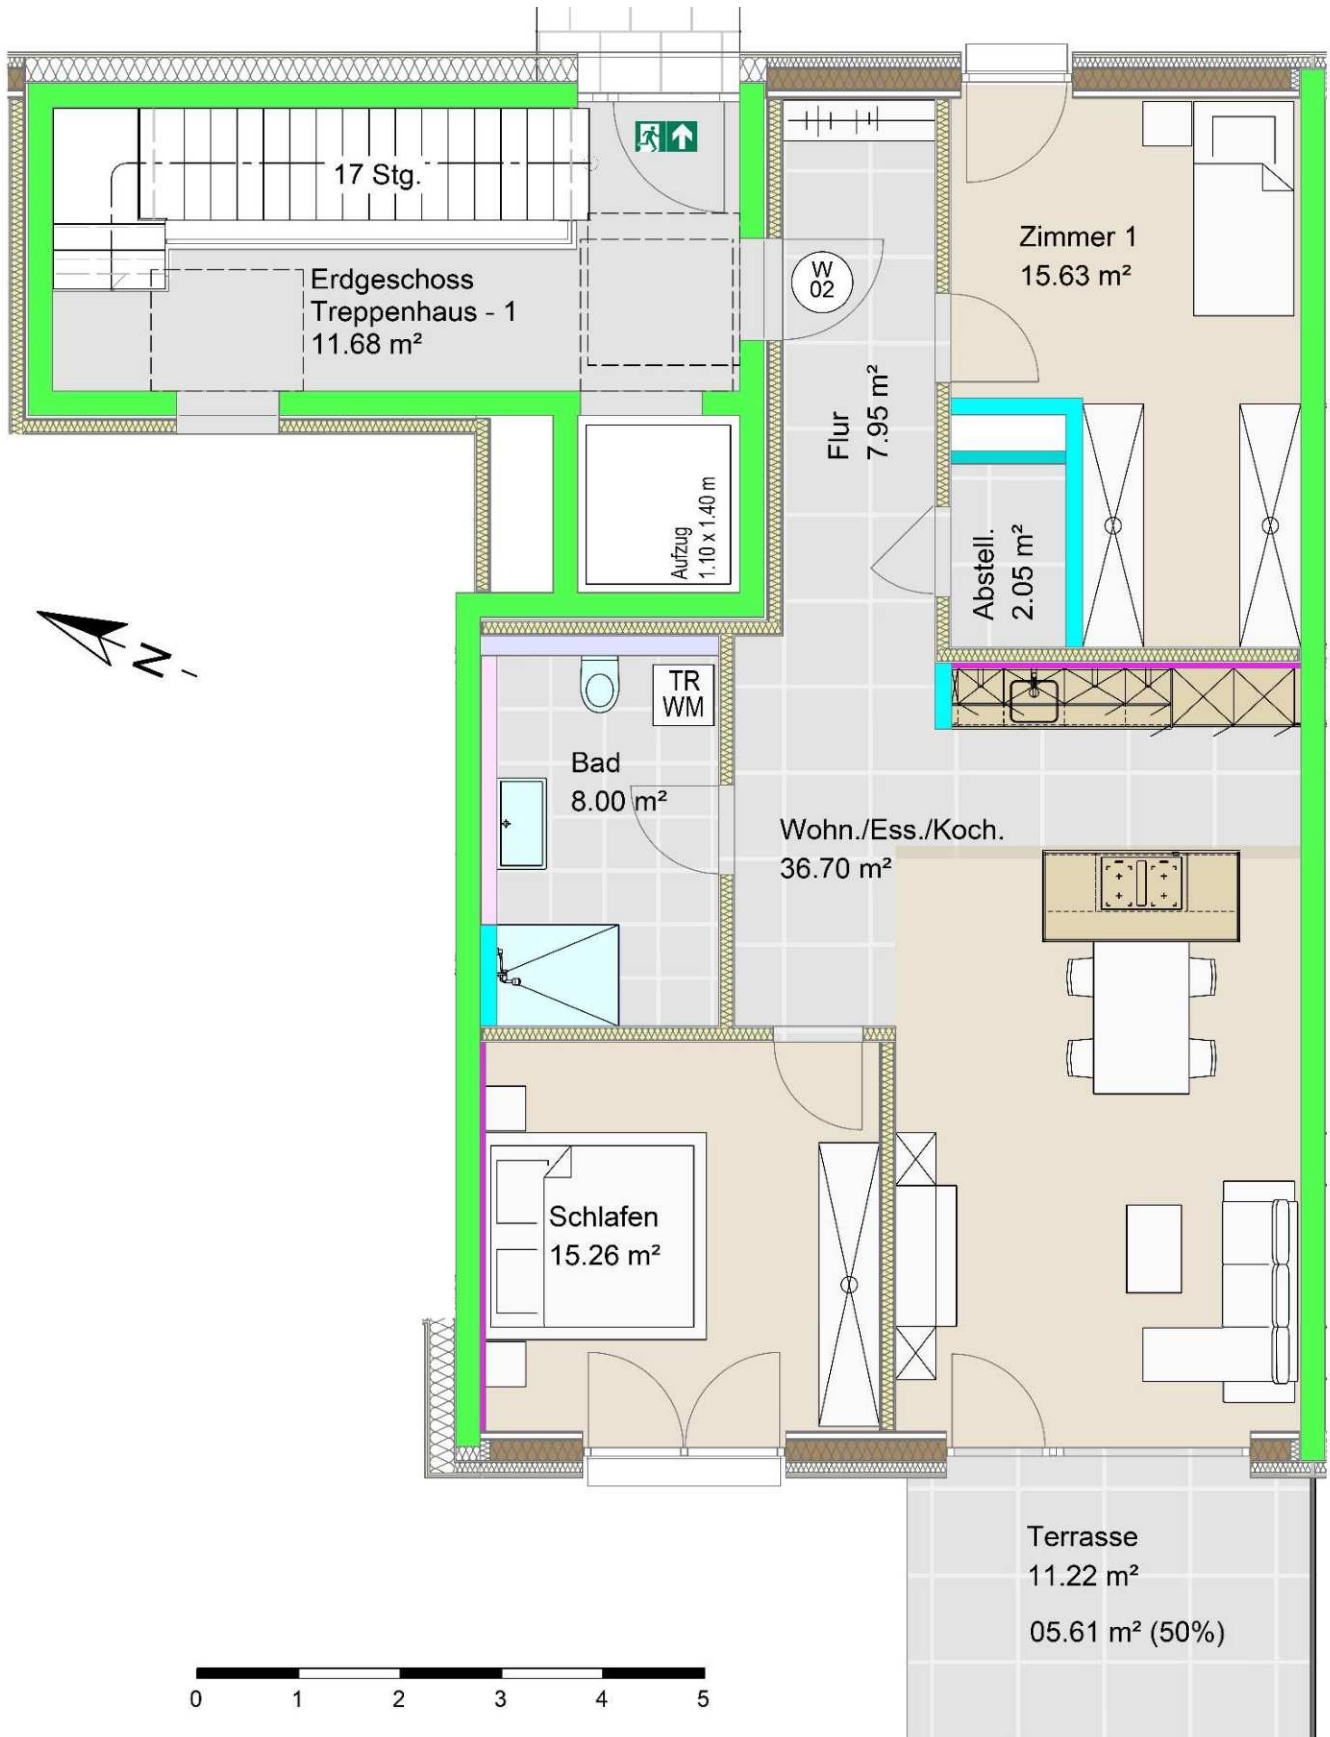 17 Stg.
Erdgeschoss
Treppenhaus - 1
11.68 m²
W
02
Zimmer 1
15.63 m²
Flur
7.95 m²
Aufzug
1.10 x 1.40 m
Abstell.
2.05 m²
N
TR
WM
Bad
8.00 m²
Wohn./Ess./Koch.
36.70 m²
Schlafen
15.26 m²
Terrasse
11.22 m²
05.61 m² (50%)
0 1 2 3 4 5